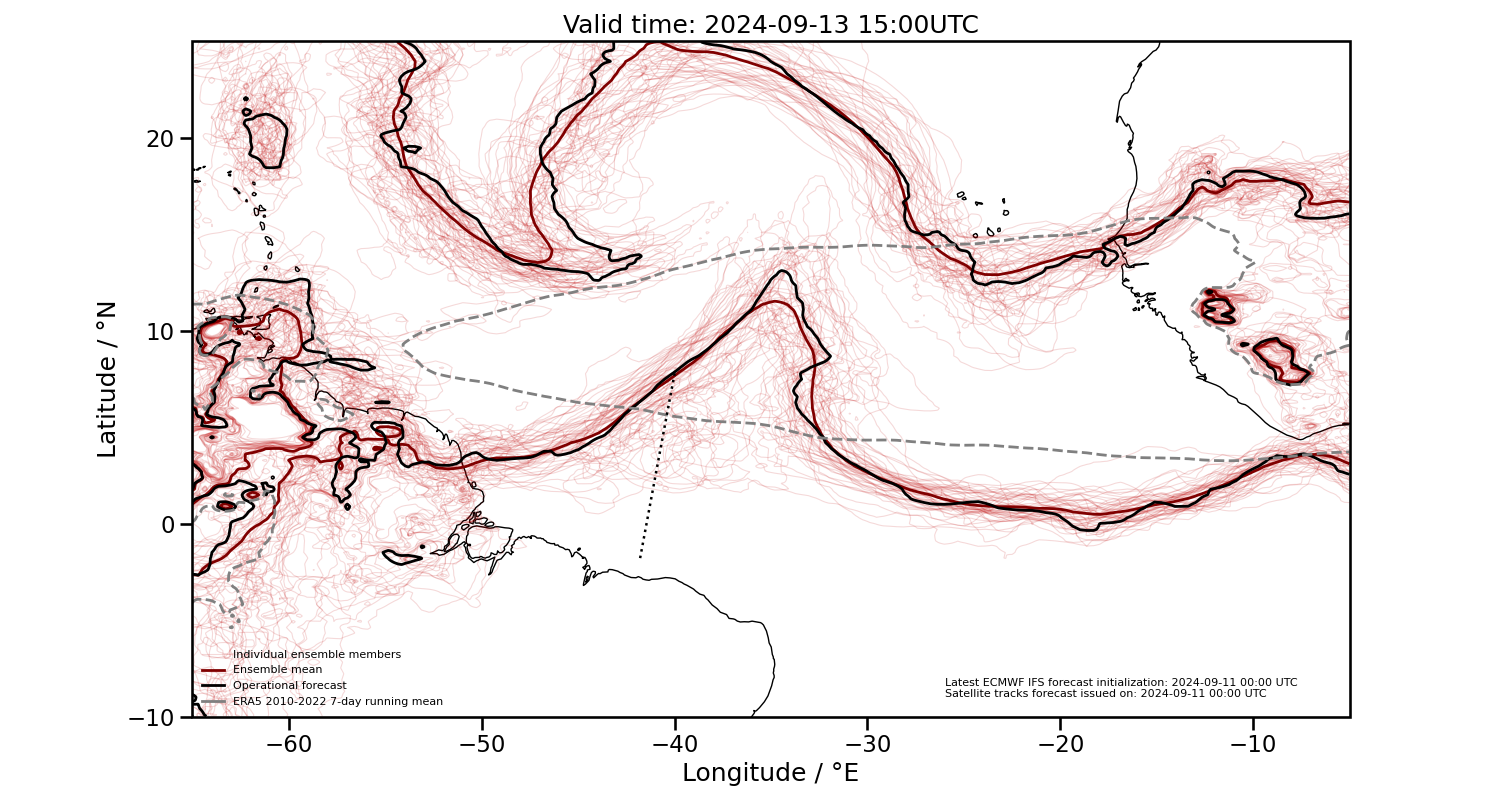 Valid time: 2024-09-13 15:00UTC
Latitude / °N
20
10
0
−10
Individual ensemble members
Ensemble mean
Operational forecast
ERA5 2010-2022 7-day running mean
Latest ECMWF IFS forecast initialization: 2024-09-11 00:00 UTC
Satellite tracks forecast issued on: 2024-09-11 00:00 UTC
−60 −50 −40 −30 −20 −10
Longitude / °E